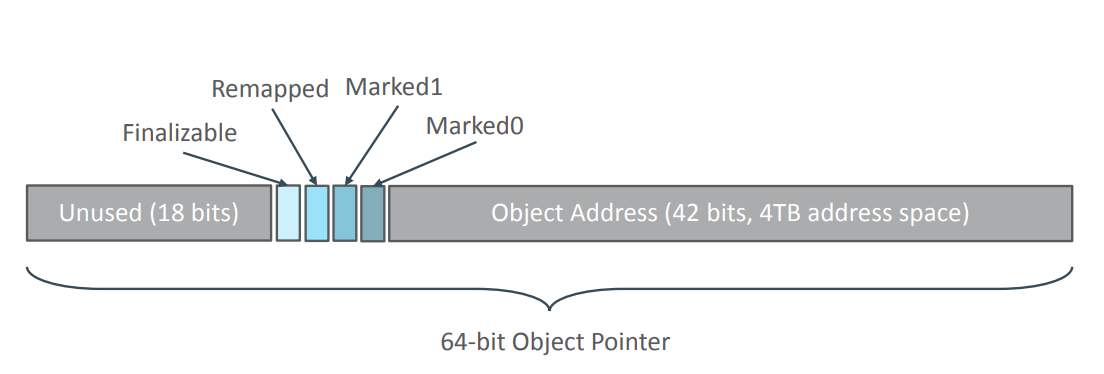 Remapped
Marked1
Finalizable
Marked0
Unused (18 bits)
Object Address (42 bits, 4TB address space)
64-bit Object Pointer